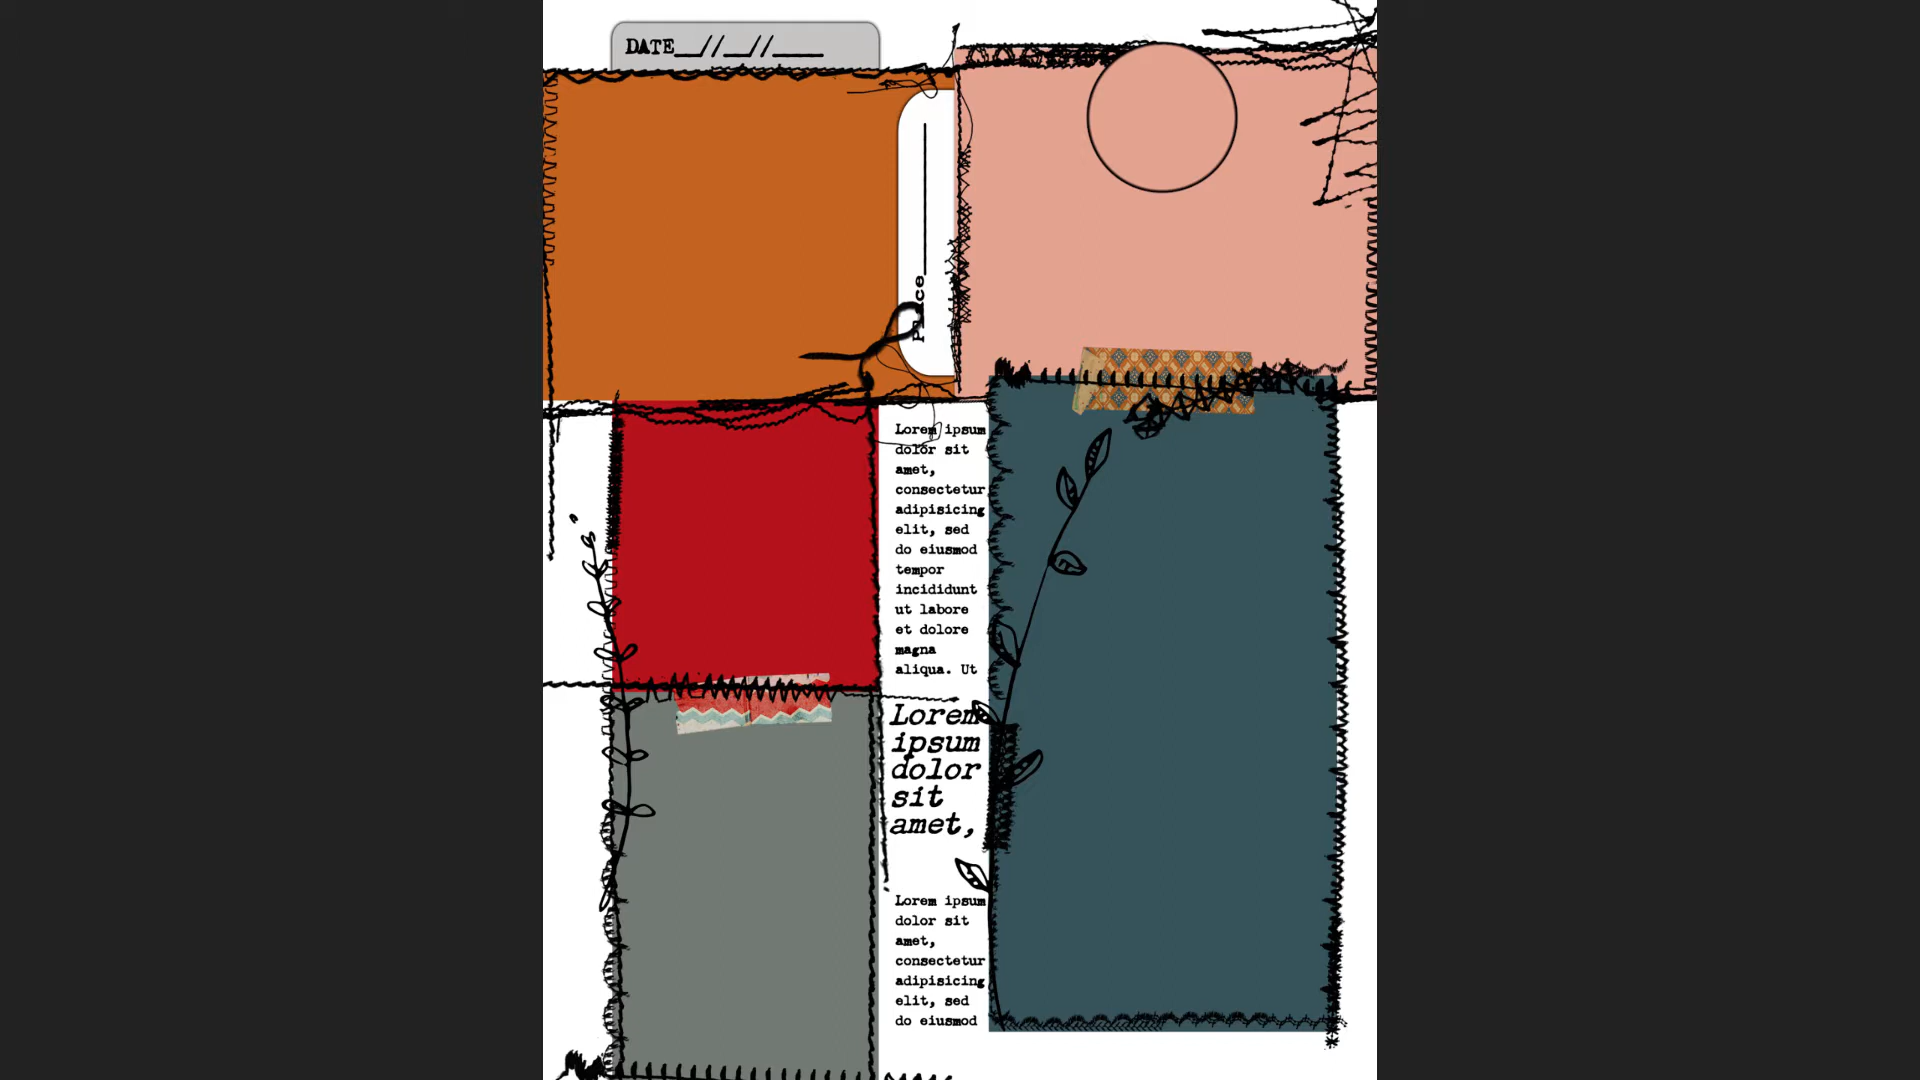 DATE__//__//____
Place
Lorem ipsum
dolor sit
amet,
consectetur
adipisicing
elit, sed
do eiusmod
tempor
incididunt
ut labore
et dolore
magna
aliqua. Ut
Lorem
ipsum
dolor
sit
amet,
Lorem ipsum
dolor sit
amet,
consectetur
adipisicing
elit, sed
do eiusmod